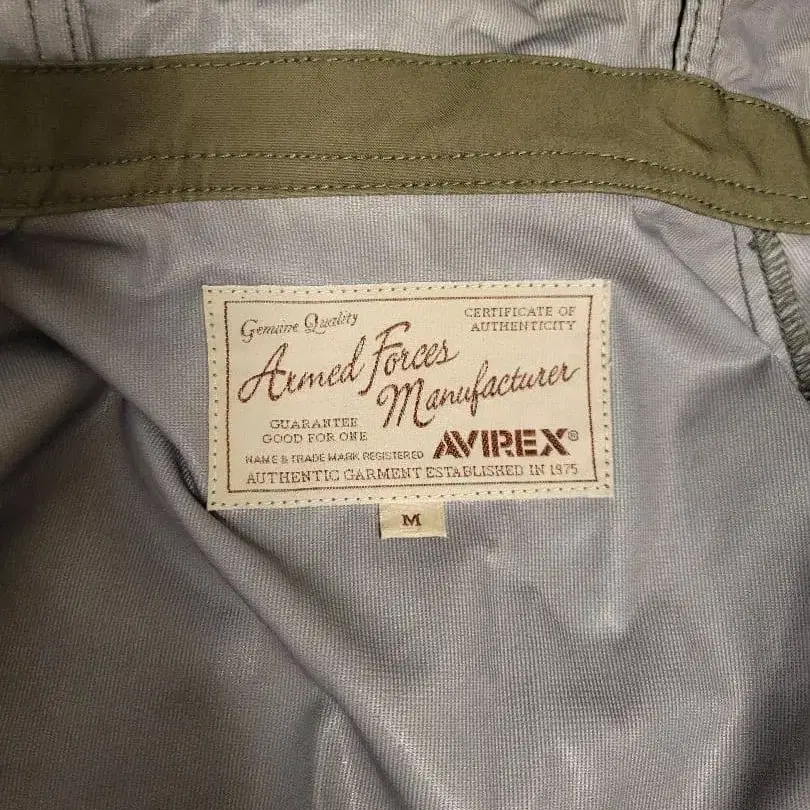 Genuine Quality
CERTIFICATE OF
AUTHENTICITY
Armed Forces
Manufacturer
GUARANTEE
GOOD FOR ONE
NAME & TRADE MARK REGISTERED
AVIREX®
AUTHENTIC GARMENT ESTABLISHED IN 1975
M